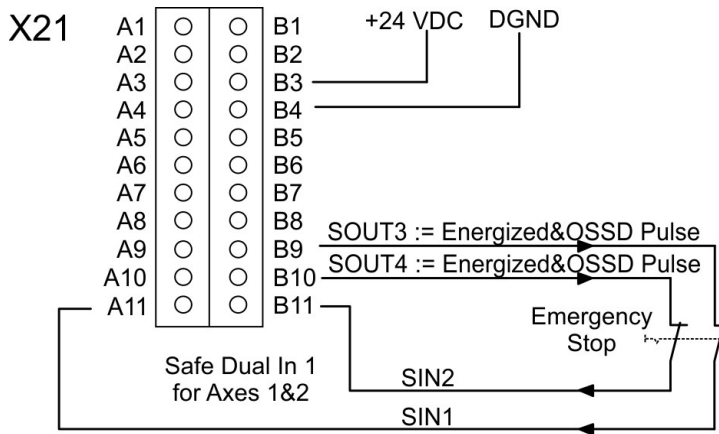 X21
+24 VDC DGND
A1 B1
A2 B2
A3 B3
A4 B4
A5 B5
A6 B6
A7 B7
A8 B8
SOUT3 := Energized&OSSD Pulse
A9 B9
SOUT4 := Energized&OSSD Pulse
A10 B10
A11 B11
Emergency
Stop
Safe Dual In 1
for Axes 1&2
SIN2
SIN1